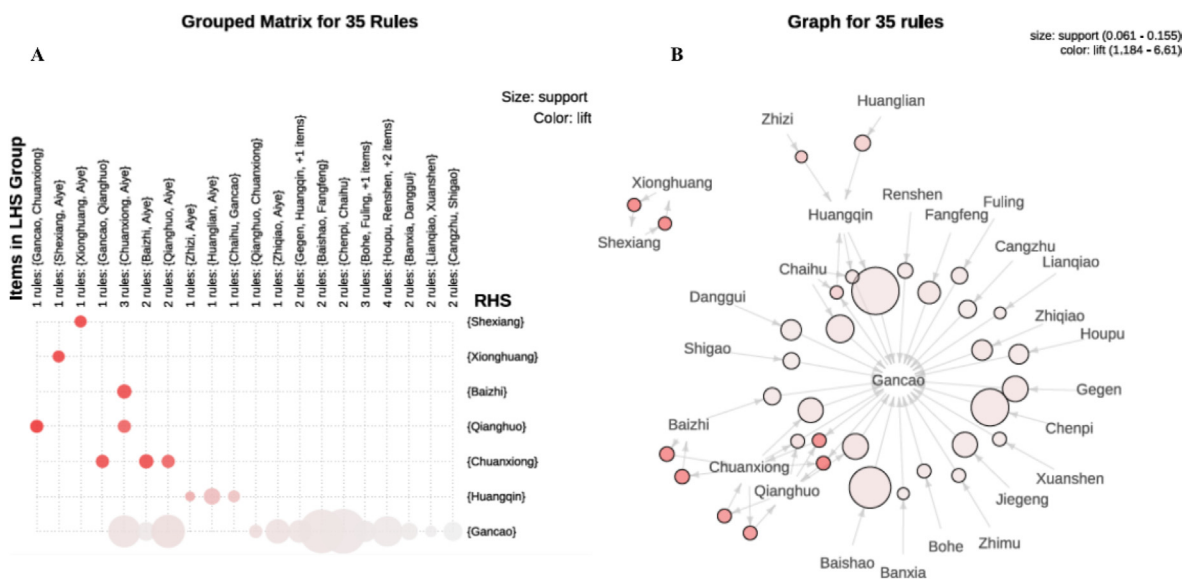 Grouped Matrix for 35 Rules
A
Size: support
Color: lift
Items in LHS Group
1 rules: {Gancao, Chuanxiong}
1 rules: {Shexiang, Aiye}
1 rules: {Xionghuang, Aiye}
1 rules: {Gancao, Qianghuo}
3 rules: {Chuanxiong, Aiye}
2 rules: {Baizhi, Aiye}
2 rules: {Qianghuo, Aiye}
1 rules: {Zhizi, Aiye}
1 rules: {Huanglian, Aiye}
1 rules: {Chaihu, Gancao}
1 rules: {Qianghuo, Chuanxiong}
1 rules: {Zhiqiao, Aiye}
2 rules: {Gegen, Huangqin, +1 items}
2 rules: {Baishao, Fangfeng}
2 rules: {Chenpi, Chaihu}
3 rules: {Bohe, Fuling, +1 items}
4 rules: {Houpu, Renshen, +2 items}
2 rules: {Banxia, Danggui}
2 rules: {Lianqiao, Xuanshen}
2 rules: {Cangzhu, Shigao}
RHS
{Shexiang}
{Xionghuang}
{Baizhi}
{Qianghuo}
{Chuanxiong}
{Huangqin}
{Gancao}
Graph for 35 rules
size: support (0.061 - 0.155)
color: lift (1.184 - 6.61)
B
Huanglian
Zhizi
Xionghuang
Renshen
Fuling
Huangqin
Fangfeng
Shexiang
Cangzhu
Lianqiao
Chaihu
Danggui
Zhiqiao
Houpu
Shigao
Gancao
Gegen
Baizhi
Chenpi
Chuanxiong
Xuanshen
Qianghuo
Jiegeng
Zhimu
Bohe
Baishao
Banxia